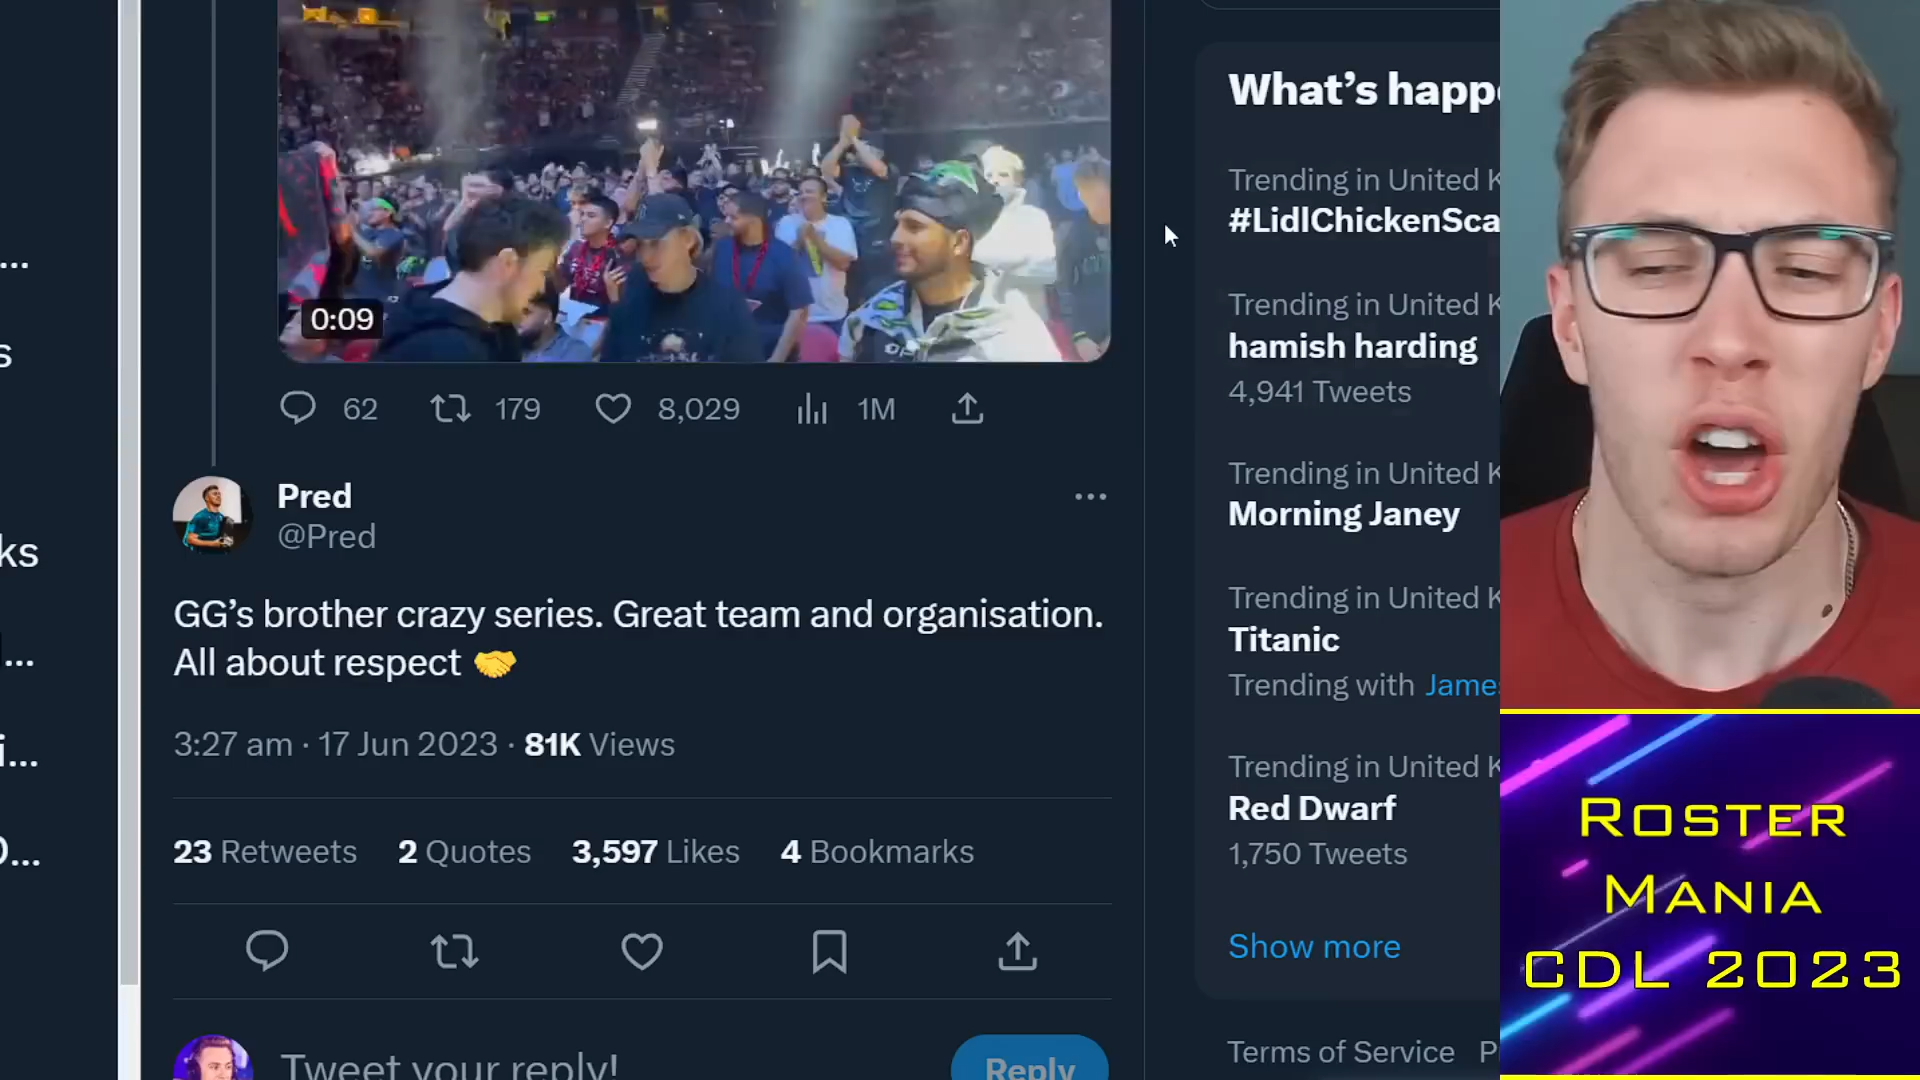 ...
s
ks
...
i...
...
0:09
62 179 8,029 1M
Pred
@Pred
GG’s brother crazy series. Great team and organisation.
All about respect 🤝
3:27 am · 17 Jun 2023 · 81K Views
23 Retweets 2 Quotes 3,597 Likes 4 Bookmarks
Tweet your reply!
Reply
What’s happe
Trending in United K
#LidlChickenSca
Trending in United K
hamish harding
4,941 Tweets
Trending in United K
Morning Janey
Trending in United K
Titanic
Trending with James
Trending in United K
Red Dwarf
1,750 Tweets
Show more
Terms of Service P
ROSTER
MANIA
CDL 2023